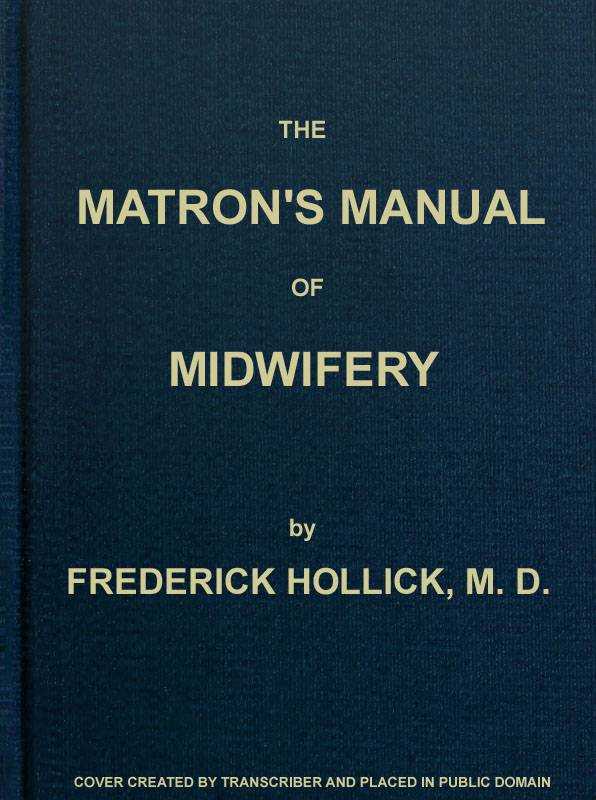 THE
MATRON'S MANUAL
OF
MIDWIFERY
by
FREDERICK HOLLICK, M. D.
COVER CREATED BY TRANSCRIBER AND PLACED IN PUBLIC DOMAIN